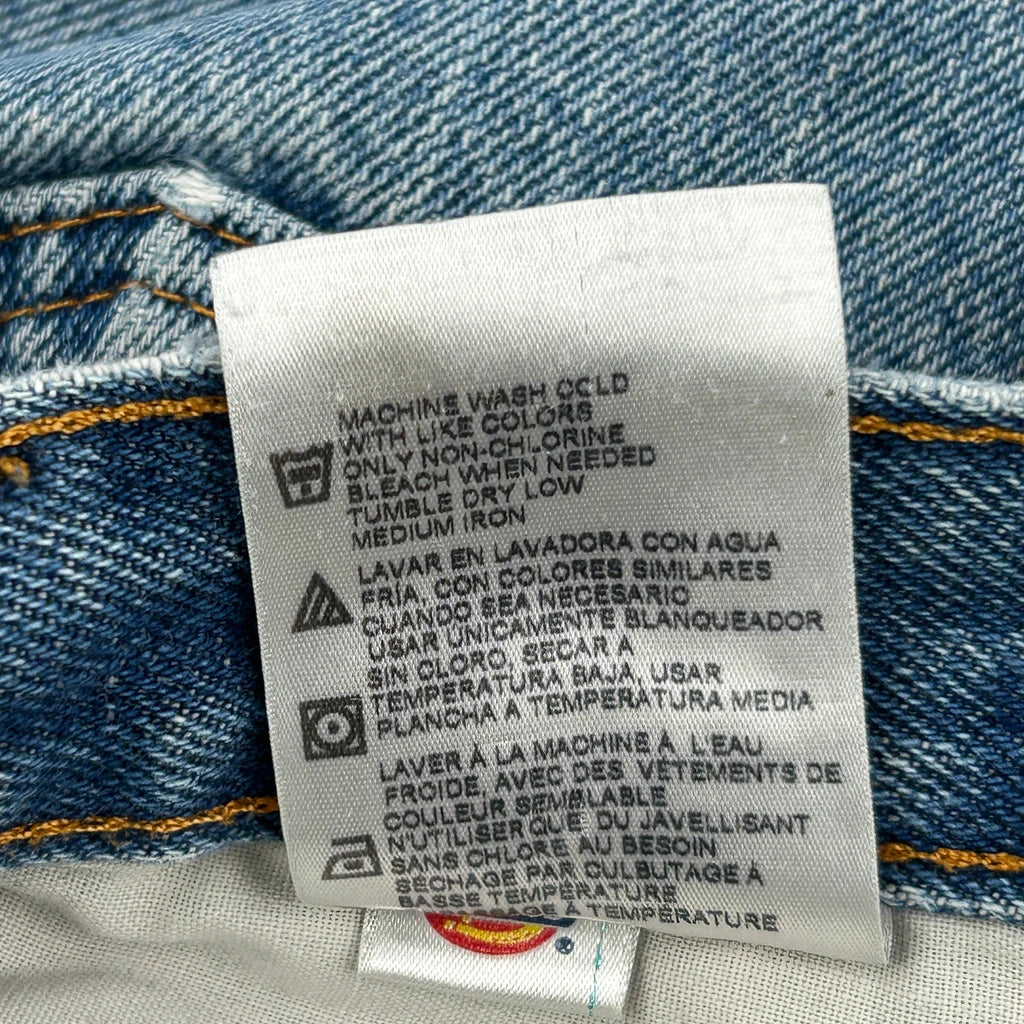 MACHINE WASH COLD
WITH LIKE COLORS
ONLY NON-CHLORINE
BLEACH WHEN NEEDED
TUMBLE DRY LOW
MEDIUM IRON
LAVAR EN LAVADORA CON AGUA
FRÍA, CON COLORES SIMILARES
CUANDO SEA NECESARIO
USAR ÚNICAMENTE BLANQUEADOR
SIN CLORO, SECAR A
TEMPERATURA BAJA, USAR
PLANCHA A TEMPERATURA MEDIA
LAVER À LA MACHINE À L'EAU
FROIDE, AVEC DES VÊTEMENTS DE
COULEUR SEMBLABLE
N'UTILISER QUE DU JAVELLISANT
SANS CHLORE AU BESOIN
SÉCHAGE PAR CULBUTAGE À
BASSE TEMPÉRATURE
À TEMPÉRATURE
®